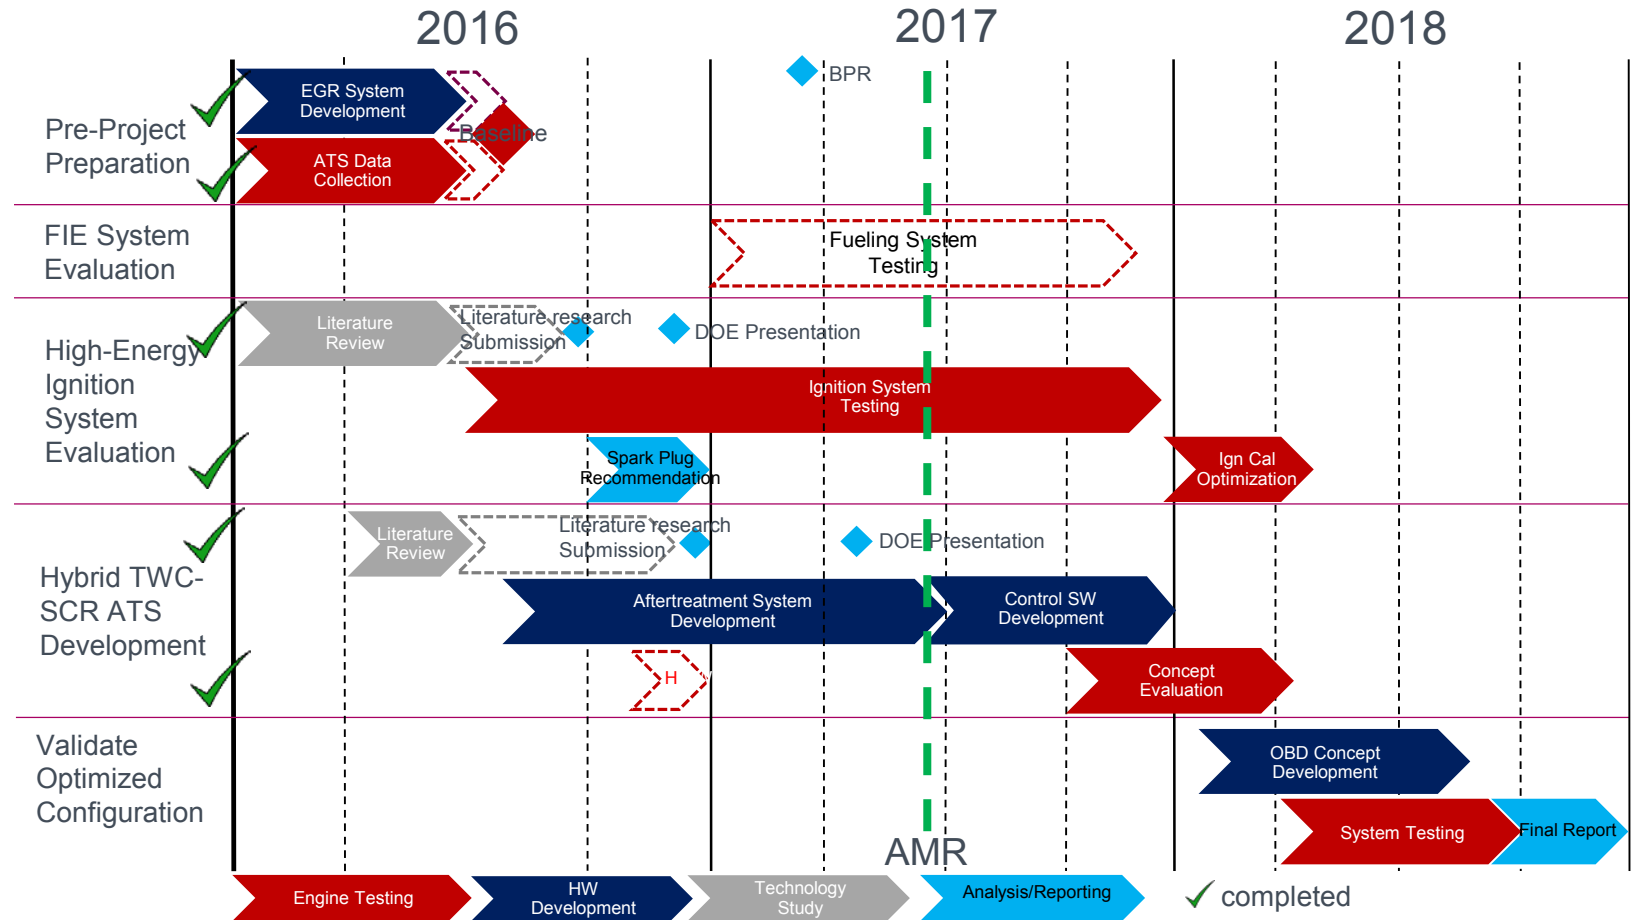 2016
2017
2018
Pre-Project
Preparation
EGR System
Development
BPR
Baseline
ATS Data
Collection
FIE System
Evaluation
Fueling System
Testing
High-Energy
Ignition
System
Evaluation
Literature
Review
Literature research
Submission
DOE Presentation
Ignition System
Testing
Spark Plug
Recommendation
Ign Cal
Optimization
Hybrid TWC-
SCR ATS
Development
Literature
Review
Literature research
Submission
DOE Presentation
Aftertreatment System
Development
Control SW
Development
H
Concept
Evaluation
Validate
Optimized
Configuration
OBD Concept
Development
System Testing
Final Report
AMR
Engine Testing
HW
Development
Technology
Study
Analysis/Reporting
completed